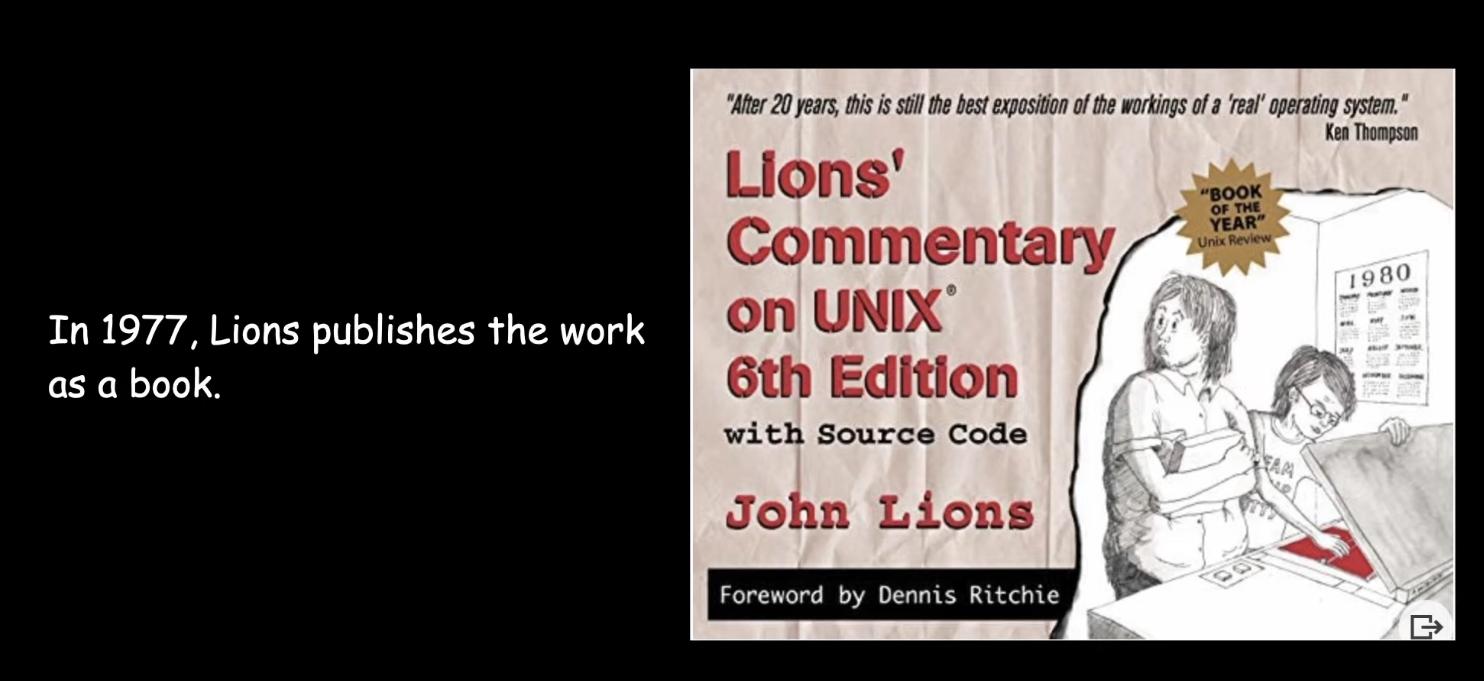 In 1977, Lions publishes the work
as a book.
"After 20 years, this is still the best exposition of the workings of a 'real' operating system."
Ken Thompson
Lions'
Commentary
on UNIX®
6th Edition
with Source Code
John Lions
Foreword by Dennis Ritchie
"BOOK
OF THE
YEAR"
Unix Review
1980